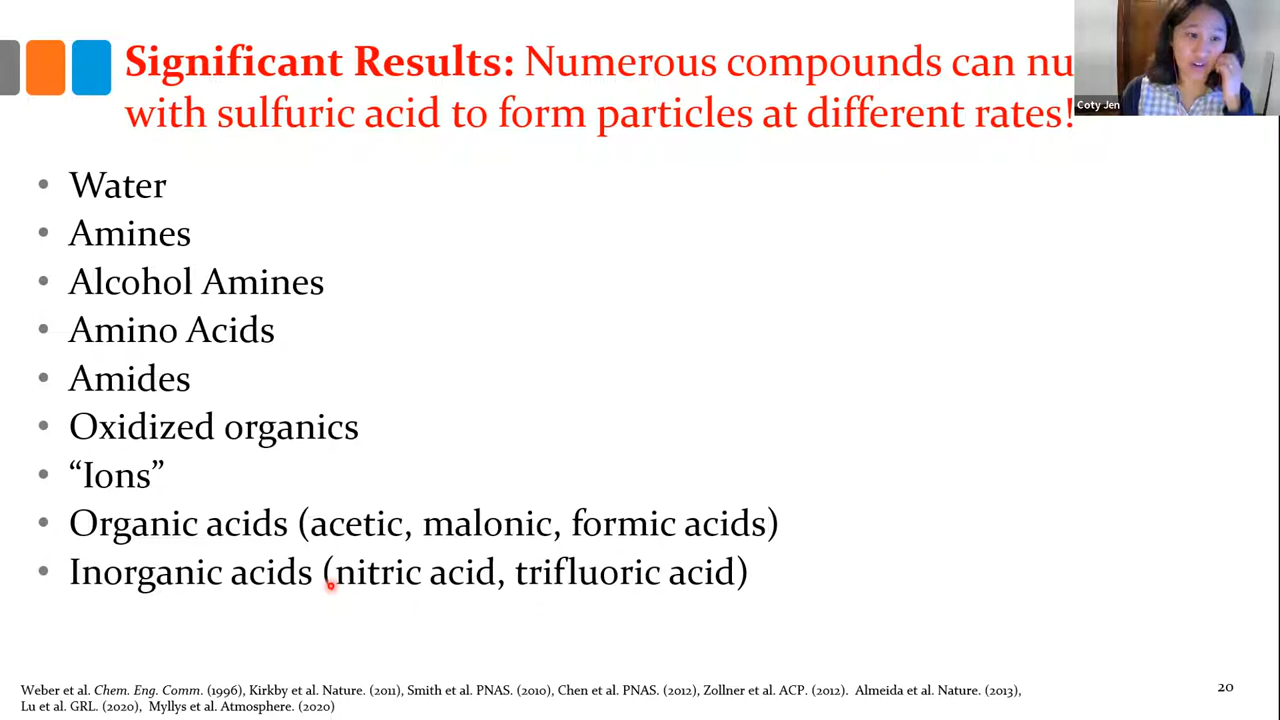 Significant Results: Numerous compounds can nu
with sulfuric acid to form particles at different rates!
Coty Jen
• Water
• Amines
• Alcohol Amines
• Amino Acids
• Amides
• Oxidized organics
• “Ions”
• Organic acids (acetic, malonic, formic acids)
• Inorganic acids (nitric acid, trifluoric acid)
Weber et al. Chem. Eng. Comm. (1996), Kirkby et al. Nature. (2011), Smith et al. PNAS. (2010), Chen et al. PNAS. (2012), Zollner et al. ACP. (2012). Almeida et al. Nature. (2013),
Lu et al. GRL. (2020), Myllys et al. Atmosphere. (2020)
20